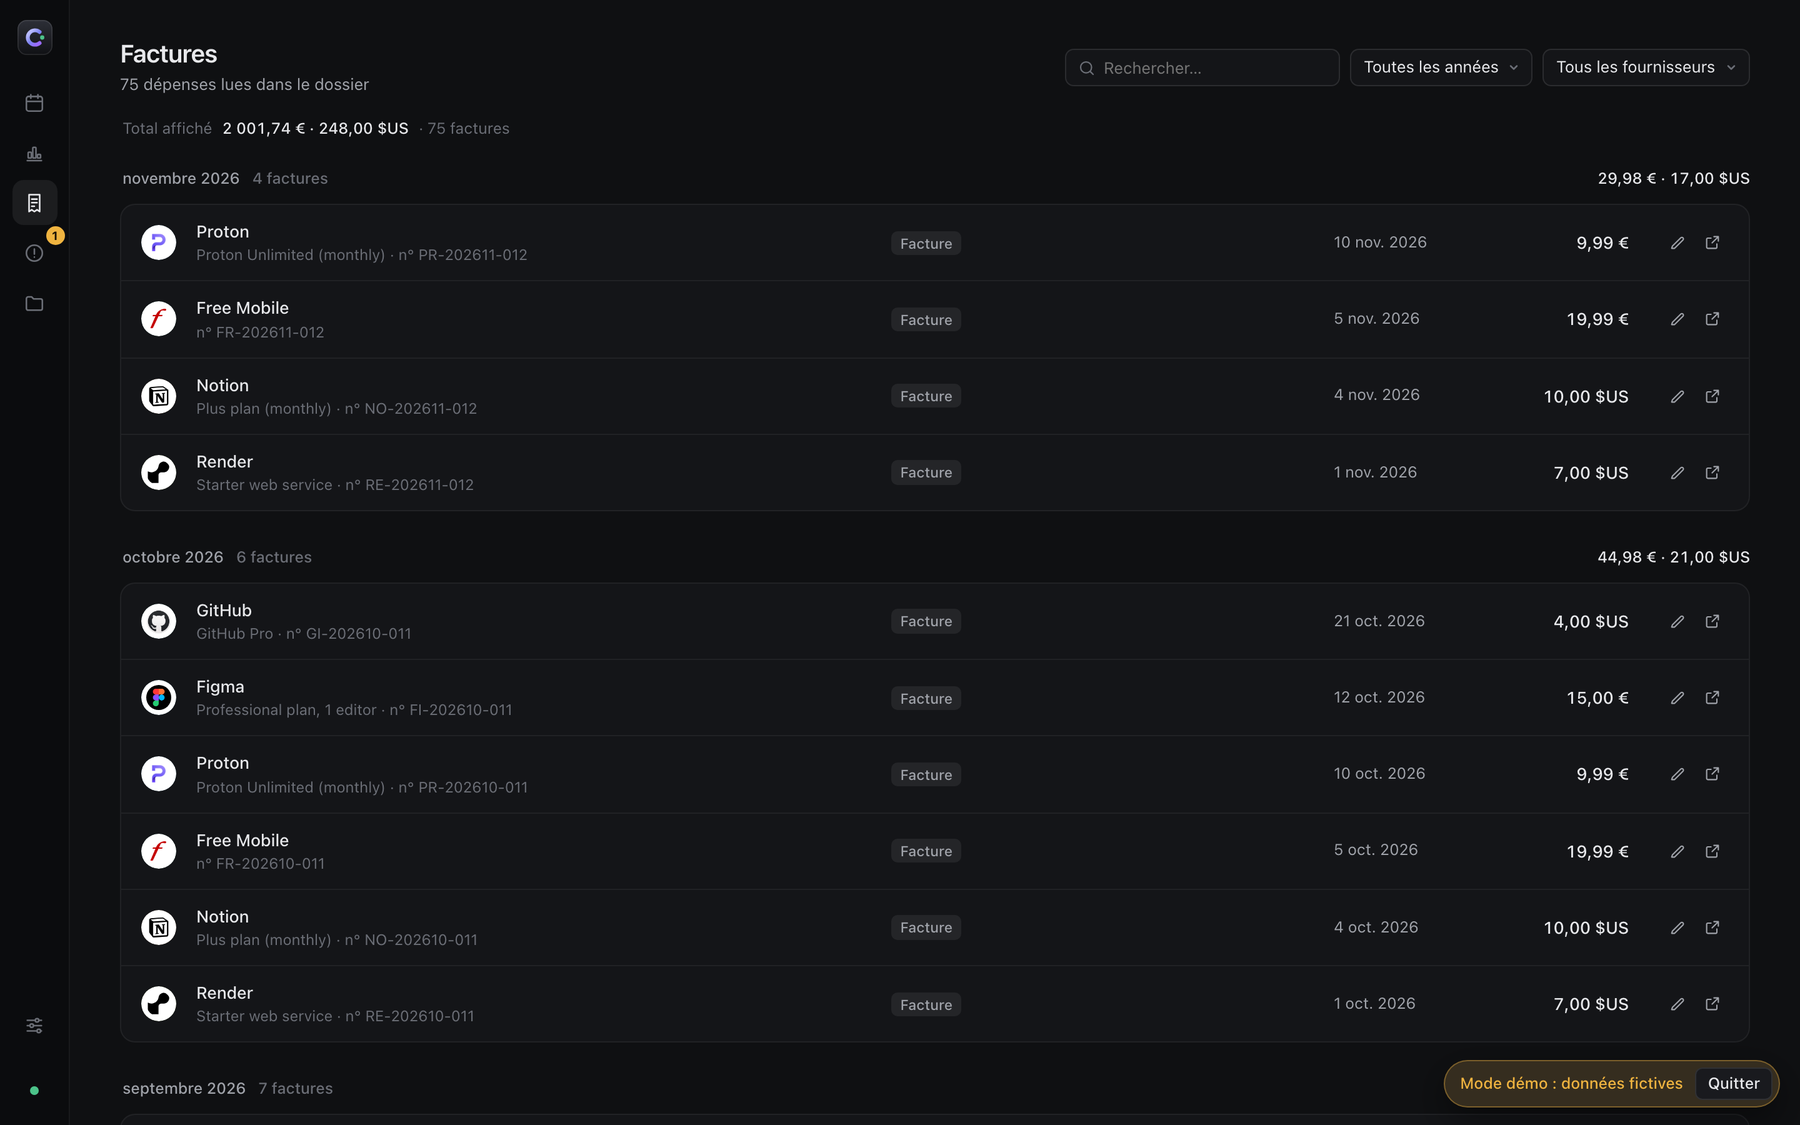 Factures
75 dépenses lues dans le dossier
Rechercher...
Toutes les années
Tous les fournisseurs
Total affiché 2 001,74 € · 248,00 $US · 75 factures
novembre 2026 4 factures 29,98 € · 17,00 $US
Proton
Proton Unlimited (monthly) · n° PR-202611-012
Facture
10 nov. 2026
9,99 €
1
Free Mobile
n° FR-202611-012
Facture
5 nov. 2026
19,99 €
Notion
Plus plan (monthly) · n° NO-202611-012
Facture
4 nov. 2026
10,00 $US
Render
Starter web service · n° RE-202611-012
Facture
1 nov. 2026
7,00 $US
octobre 2026 6 factures 44,98 € · 21,00 $US
GitHub
GitHub Pro · n° GI-202610-011
Facture
21 oct. 2026
4,00 $US
Figma
Professional plan, 1 editor · n° FI-202610-011
Facture
12 oct. 2026
15,00 €
Proton
Proton Unlimited (monthly) · n° PR-202610-011
Facture
10 oct. 2026
9,99 €
Free Mobile
n° FR-202610-011
Facture
5 oct. 2026
19,99 €
Notion
Plus plan (monthly) · n° NO-202610-011
Facture
4 oct. 2026
10,00 $US
Render
Starter web service · n° RE-202610-011
Facture
1 oct. 2026
7,00 $US
septembre 2026 7 factures
Mode démo : données fictives Quitter